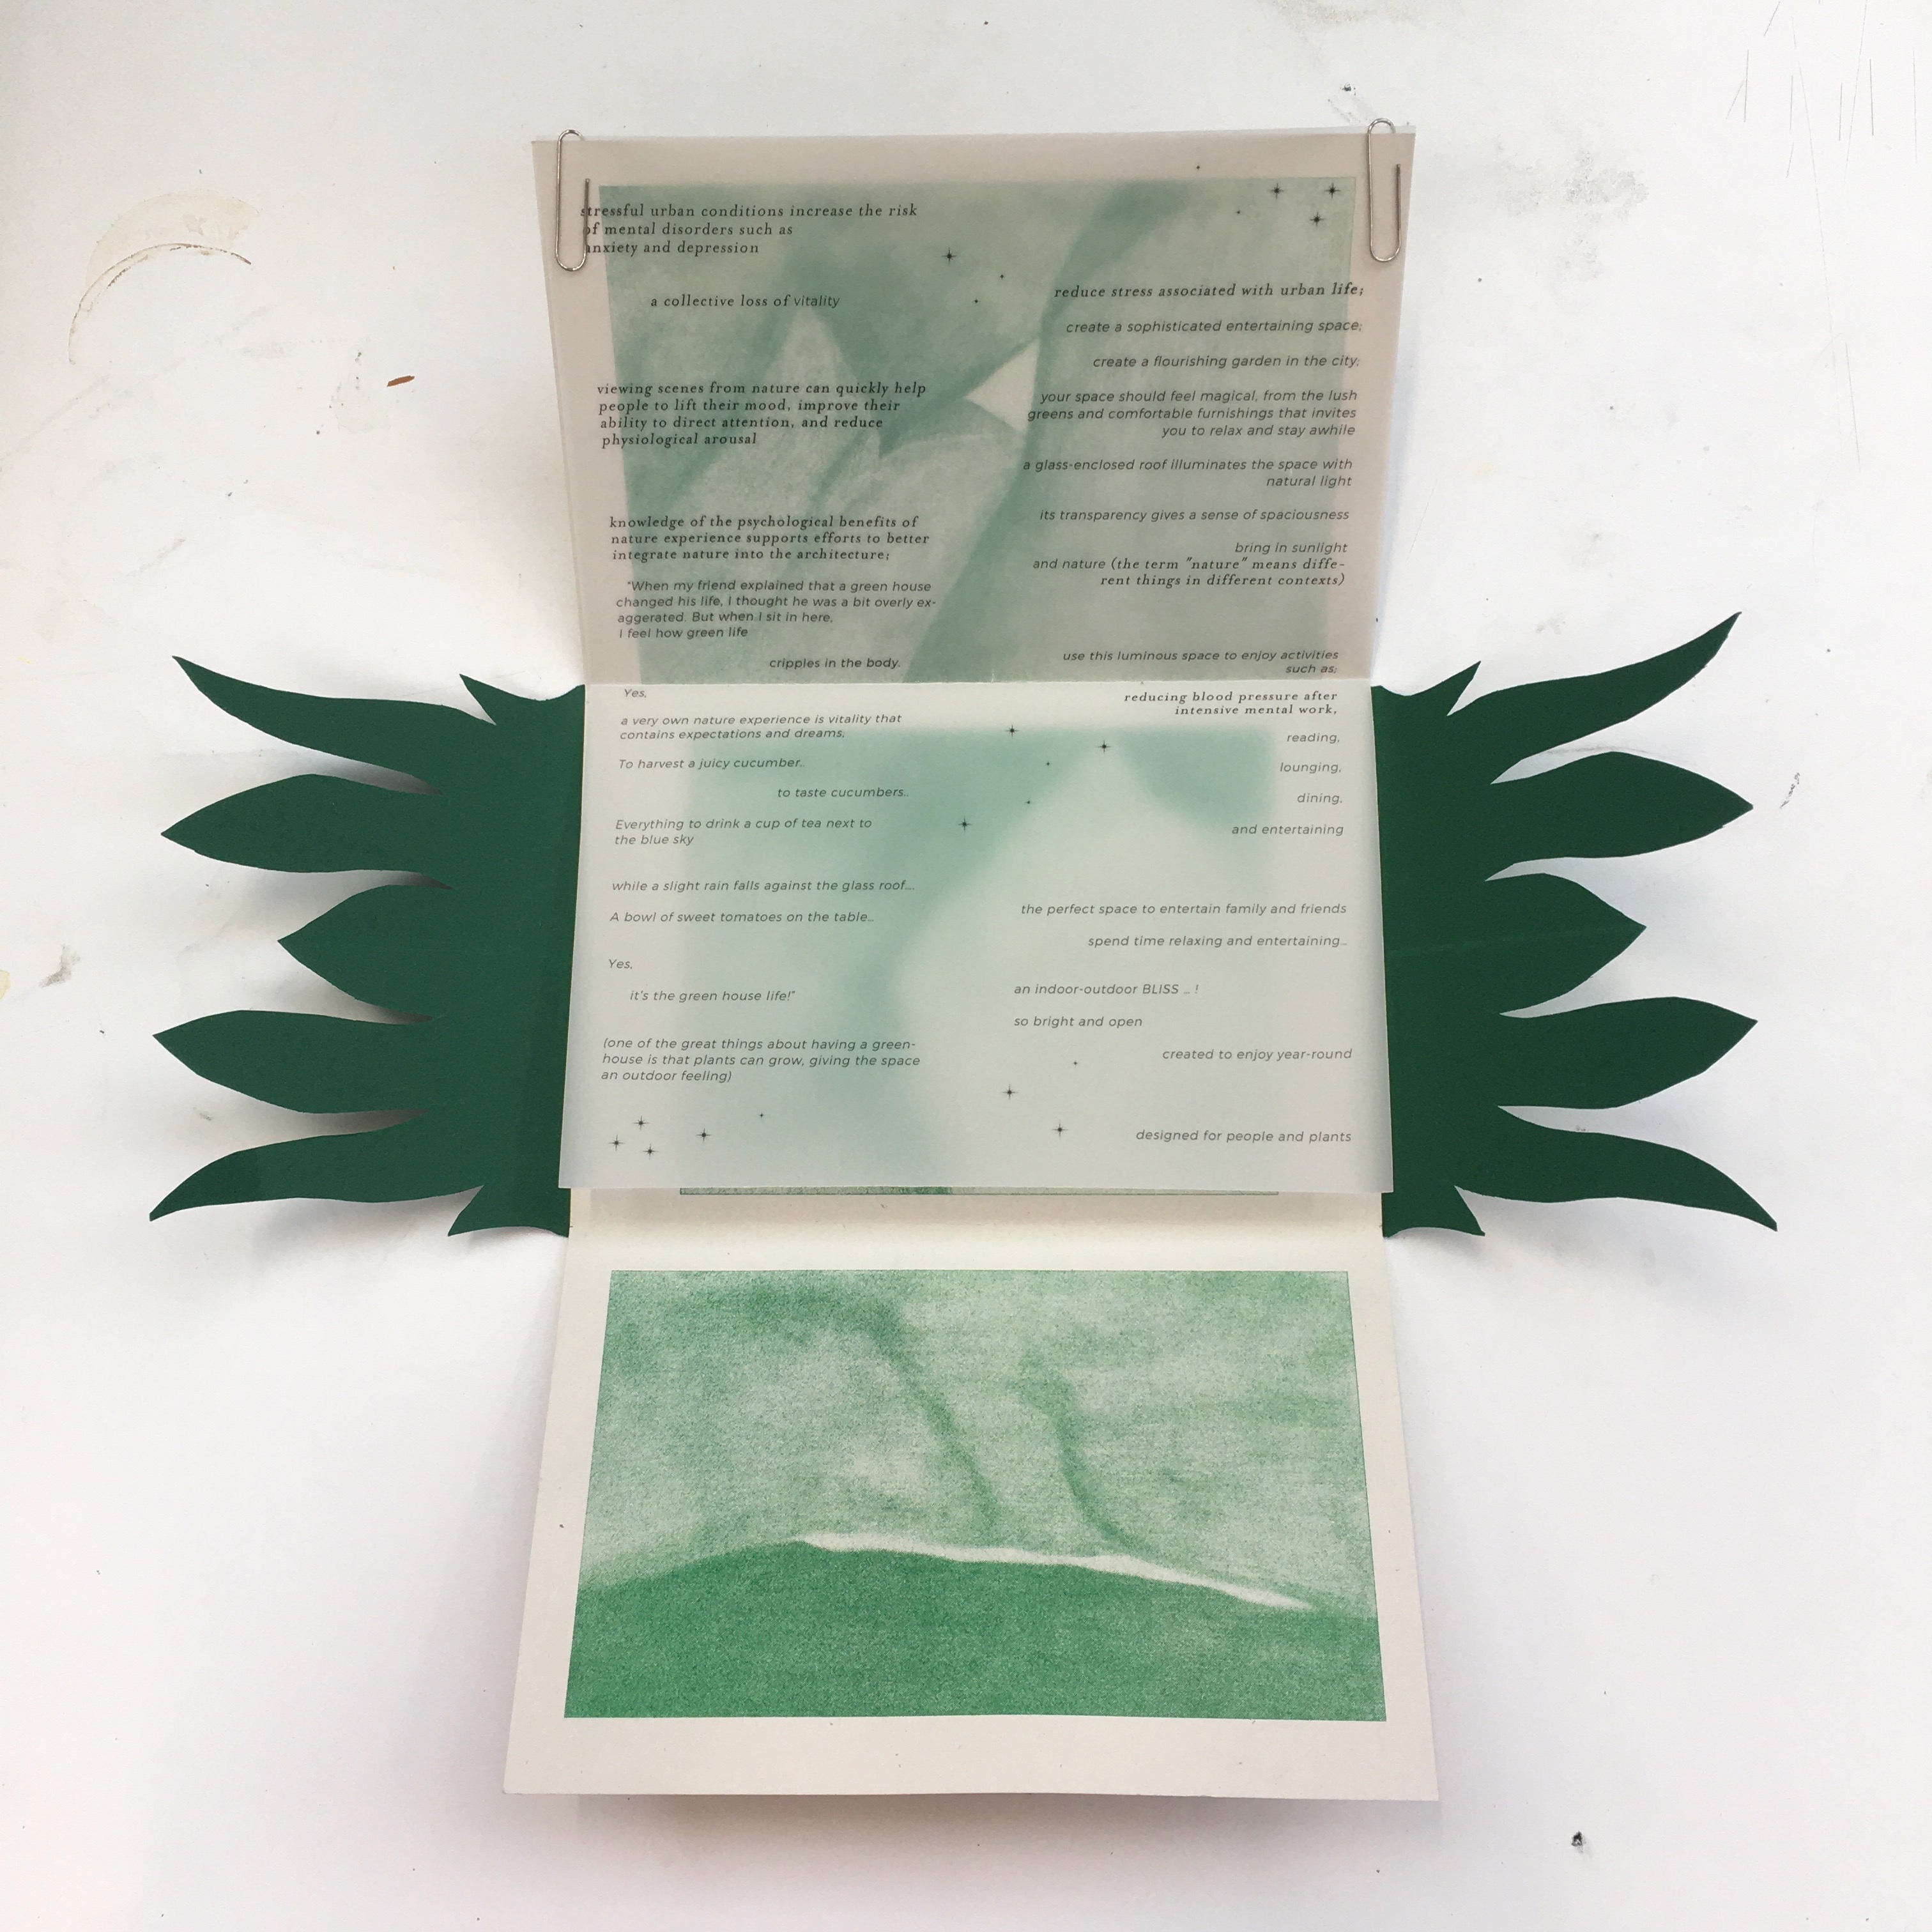 stressful urban conditions increase the risk
of mental disorders such as
anxiety and depression
a collective loss of vitality
viewing scenes from nature can quickly help
people to lift their mood, improve their
ability to direct attention, and reduce
physiological arousal
knowledge of the psychological benefits of
nature experience supports efforts to better
integrate nature into the architecture;
"When my friend explained that a green house
changed his life, I thought he was a bit overly ex-
aggerated. But when I sit in here,
I feel how green life
cripples in the body.
Yes,
a very own nature experience is vitality that
contains expectations and dreams.
To harvest a juicy cucumber..
to taste cucumbers..
Everything to drink a cup of tea next to
the blue sky
while a slight rain falls against the glass roof...
A bowl of sweet tomatoes on the table...
Yes,
it's the green house life!"
(one of the great things about having a green-
house is that plants can grow, giving the space
an outdoor feeling)
reduce stress associated with urban life;
create a sophisticated entertaining space;
create a flourishing garden in the city;
your space should feel magical, from the lush
greens and comfortable furnishings that invites
you to relax and stay awhile
a glass-enclosed roof illuminates the space with
natural light
its transparency gives a sense of spaciousness
bring in sunlight
and nature (the term "nature" means diffe-
rent things in different contexts)
use this luminous space to enjoy activities
such as;
reducing blood pressure after
intensive mental work,
reading,
lounging,
dining,
and entertaining
the perfect space to entertain family and friends
spend time relaxing and entertaining...
an indoor-outdoor BLISS ... !
so bright and open
created to enjoy year-round
designed for people and plants